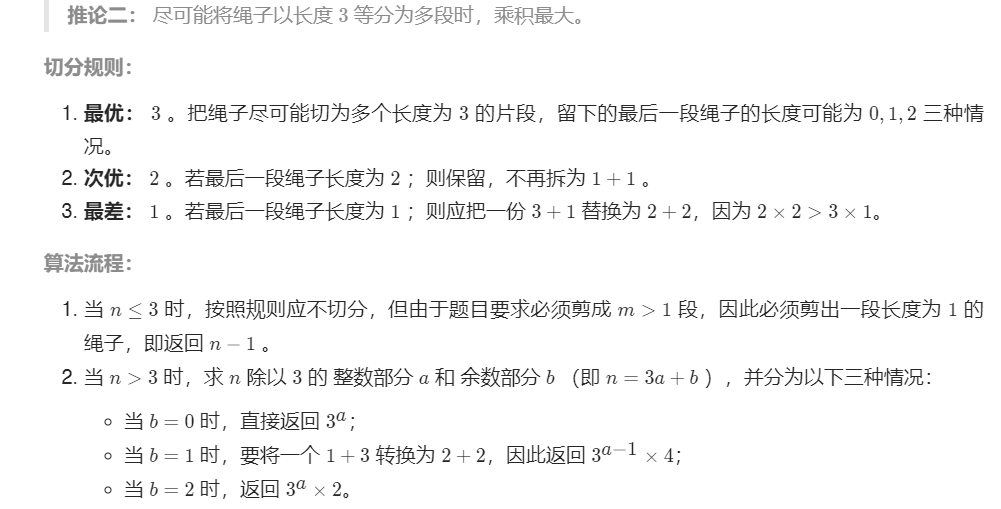 推论二： 尽可能将绳子以长度 3 等分为多段时，乘积最大。
切分规则：
1. 最优： 3 。把绳子尽可能切为多个长度为 3 的片段，留下的最后一段绳子的长度可能为 0,1,2 三种情
况。
2. 次优： 2 。若最后一段绳子长度为 2 ；则保留，不再拆为 1 + 1 。
3. 最差： 1 。若最后一段绳子长度为 1 ；则应把一份 3 + 1 替换为 2 + 2，因为 2 × 2 > 3 × 1。
算法流程：
1. 当 n ≤ 3 时，按照规则应不切分，但由于题目要求必须剪成 m > 1 段，因此必须剪出一段长度为 1 的
绳子，即返回 n − 1 。
2. 当 n > 3 时，求 n 除以 3 的 整数部分 a 和 余数部分 b （即 n = 3a + b ），并分为以下三种情况：
○ 当 b = 0 时，直接返回 3^a；
○ 当 b = 1 时，要将一个 1 + 3 转换为 2 + 2，因此返回 3^{a−1} × 4；
○ 当 b = 2 时，返回 3^a × 2。